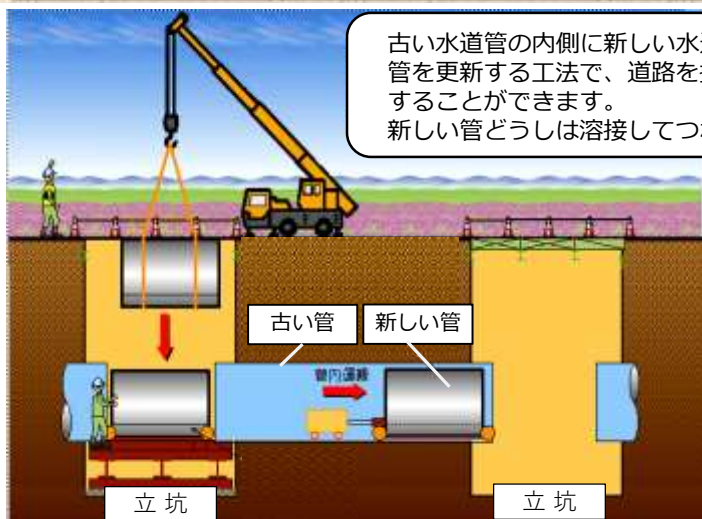 古い水道管の内側に新しい水
管を更新する工法で、道路を
することができます。
新しい管どうしは溶接してつ
古い管
新しい管
管内運搬
立 坑
立 坑